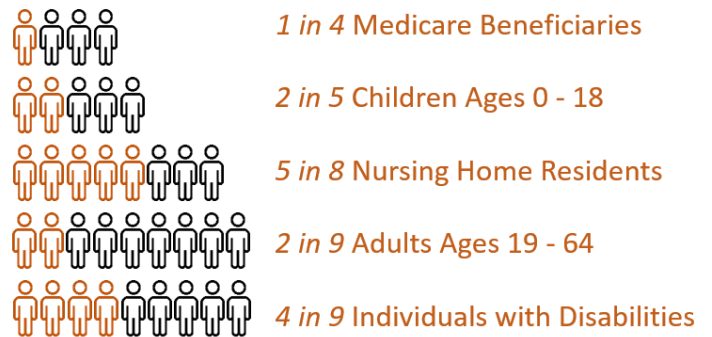 1 in 4 Medicare Beneficiaries
2 in 5 Children Ages 0 - 18
5 in 8 Nursing Home Residents
2 in 9 Adults Ages 19 - 64
4 in 9 Individuals with Disabilities